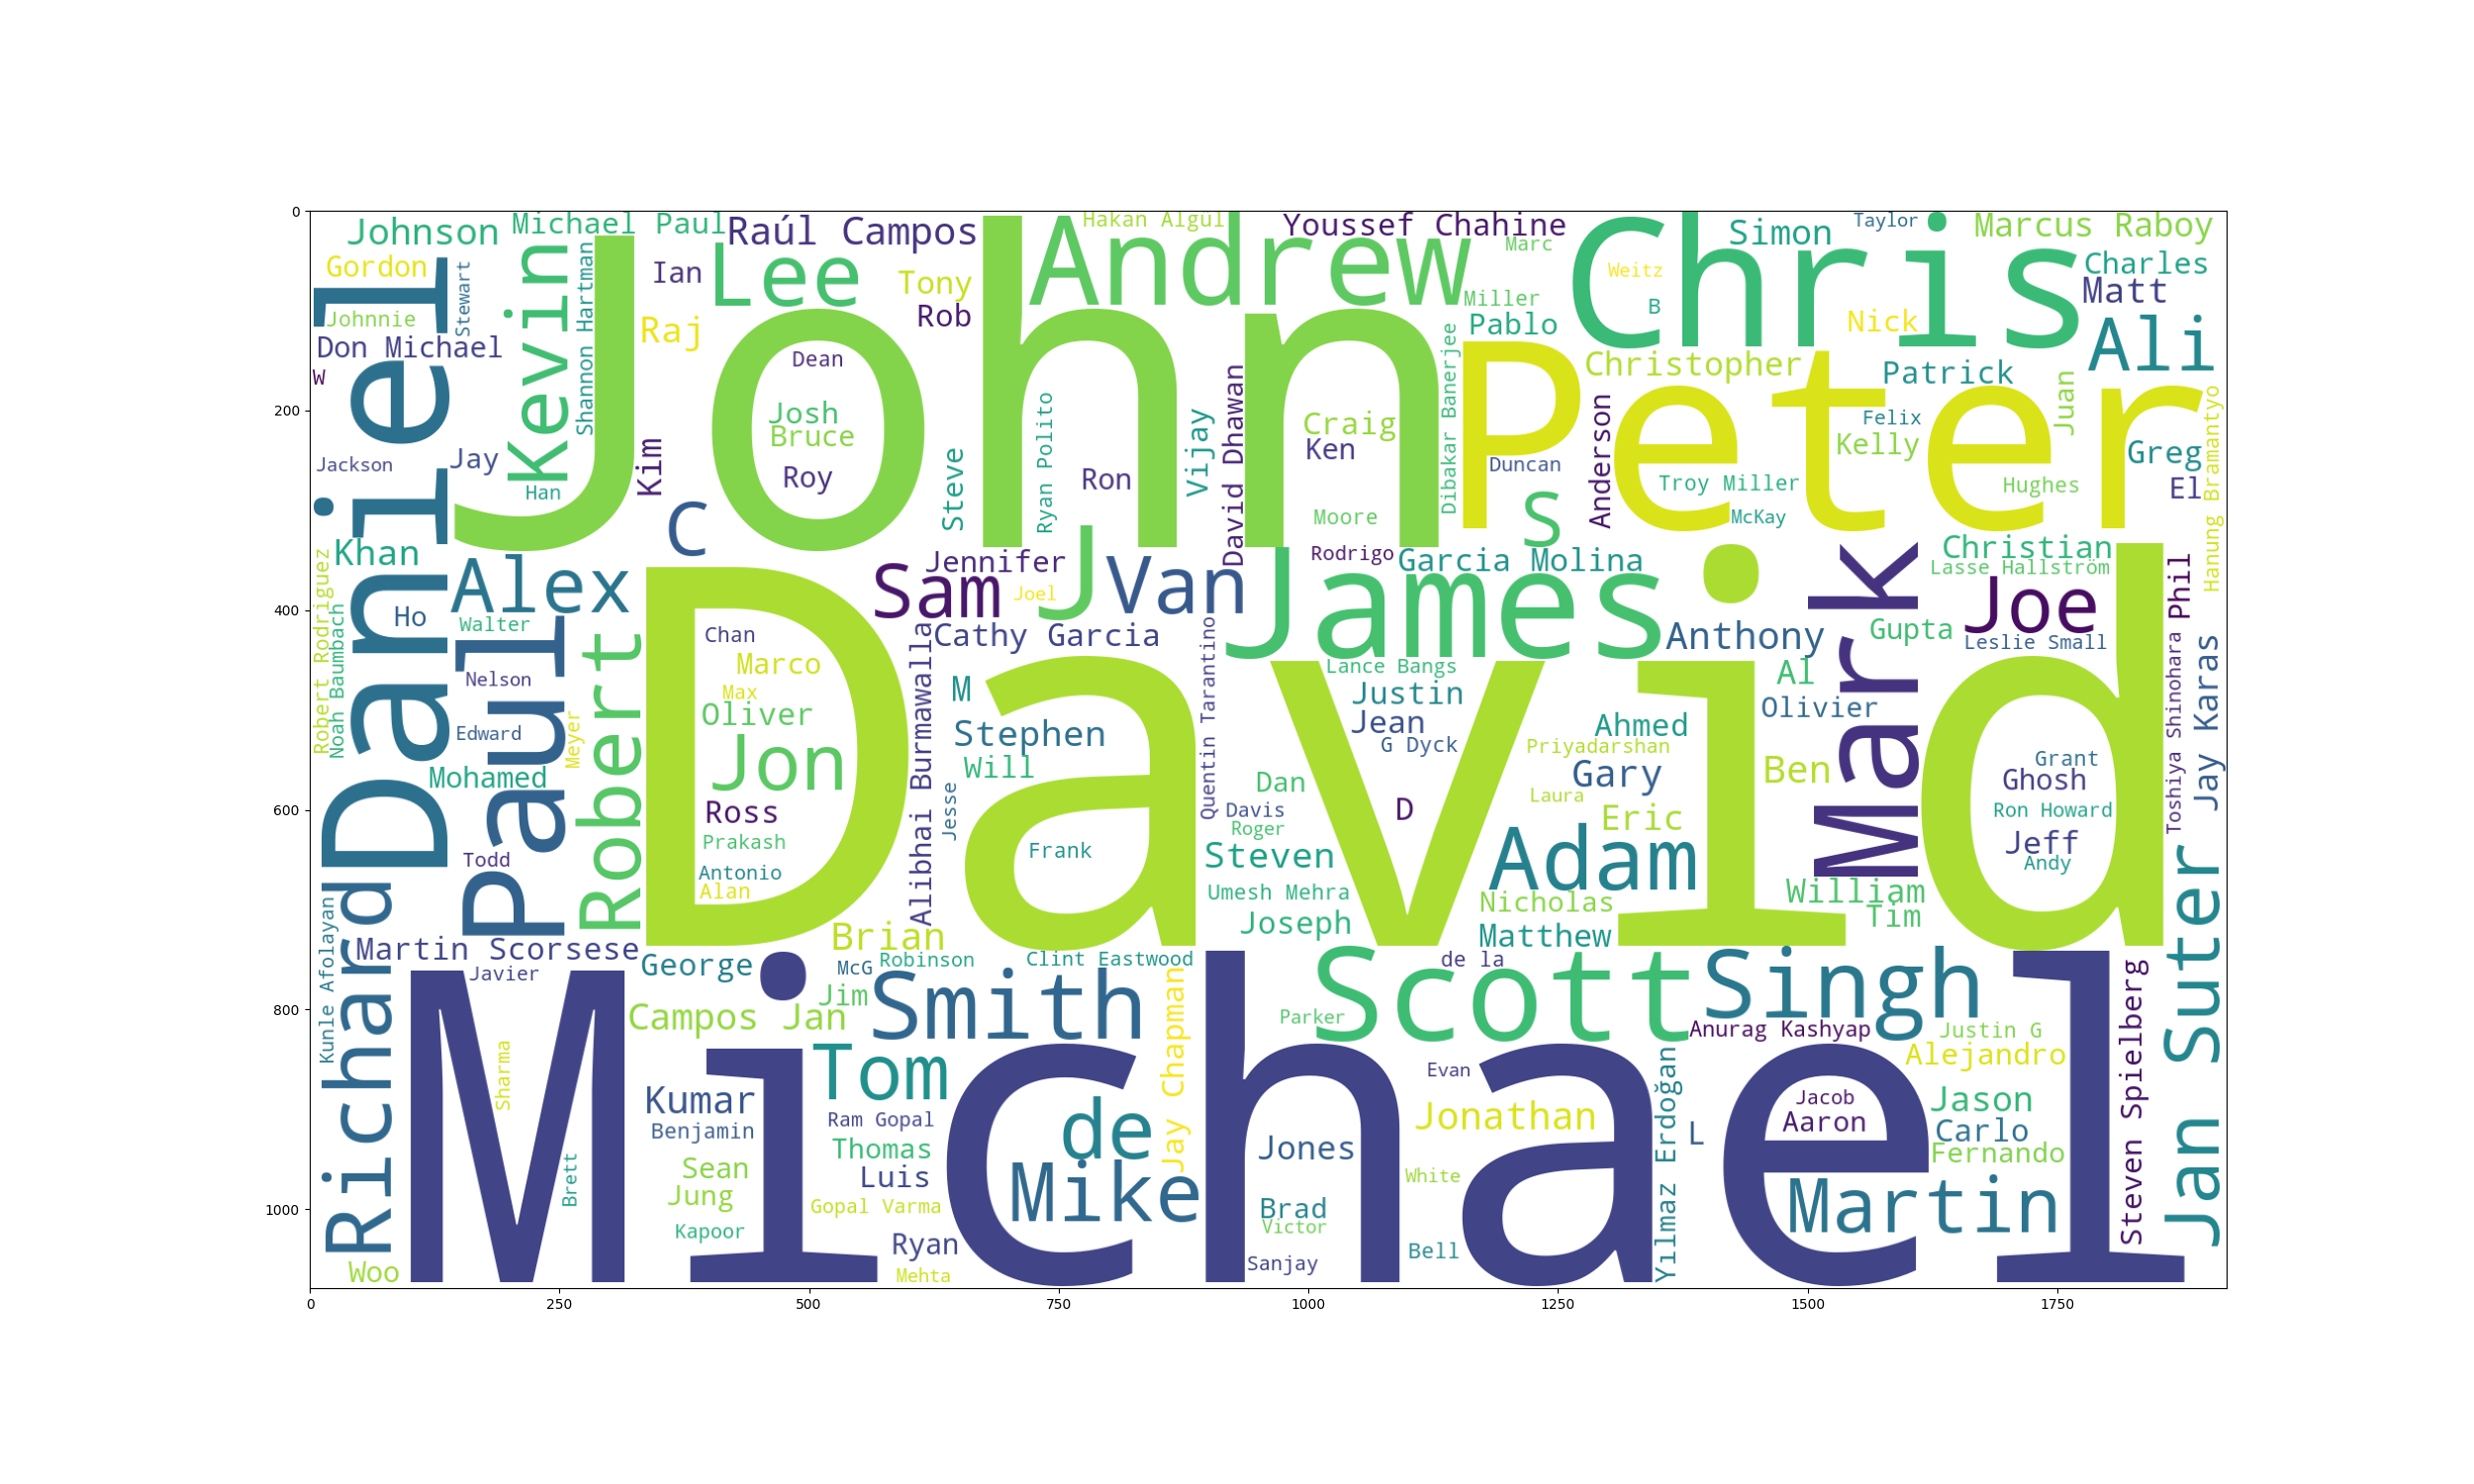 0
200
400
600
800
1000
0
250
500
750
1000
1250
1500
1750
Johnson
Michael Paul
Raúl Campos
Hakan Algül
Youssef Chahine
Simon
Taylor
Marcus Raboy
Gordon
Stewart
Kevin
Shannon Hartman
Ian
Lee
Tony
Andrew
Marc
Chris
Weitz
Charles
Matt
Johnnie
Don Michael
W
Raj
Rob
Miller
Pablo
B
Nick
Ali
Daniel
John
Dean
Josh
Bruce
Roy
Kim
Steve
Ryan Polito
Ron
Vijay
David Dhawan
Craig
Ken
Moore
Dibakar Banerjee
Peter
Christopher
Patrick
Juan
Felix
Kelly
Greg
El
Hanung Bramantyo
Duncan
Anderson
Troy Miller
McKay
Hughes
Jackson
Jay
Han
C
S
Khan
Alex
Jennifer
Sam
Joel
J
Van
Rodrigo
Garcia Molina
James
Christian
Lasse Hallström
Phil
Joe
Robert Rodriguez
Noah Baumbach
Ho
Walter
Paul
Robert
Chan
Marco
Max
Oliver
Jon
Ross
Prakash
Antonio
Alan
David
Cathy Garcia
Alibhai Burmawalla
Quentin Tarantino
Anthony
Gupta
Leslie Small
Al
Mark
Olivier
Nelson
Edward
Meyer
Mohamed
Todd
M
Stephen
Will
Jesse
Frank
Lance Bangs
Justin
Jean
G Dyck
Dan
Davis
Roger
D
Steven
Umesh Mehra
Joseph
Ahmed
Priyadarshan
Gary
Laura
Eric
Adam
Nicholas
Matthew
Ben
William
Tim
Grant
Ghosh
Ron Howard
Jeff
Andy
Toshiya Shinohara
Jay Karas
Kunle Afolayan
Richard
Martin Scorsese
Javier
George
Brian
McG
Robinson
Clint Eastwood
de la
Jim
Smith
Campos Jan
Scott
Singh
Parker
Anurag Kashyap
Justin G
Alejandro
Jan Suter
Steven Spielberg
Michael
Sharma
Brett
Tom
Kumar
Benjamin
Ram Gopal
Thomas
Sean
Luis
Jung
Gopal Varma
Kapoor
Ryan
Mehta
Woo
de
Mike
Jay Chapman
Jones
Brad
Victor
Sanjay
Evan
Jonathan
White
Bell
Yılmaz Erdoğan
L
Jacob
Aaron
Jason
Carlo
Fernando
Martin